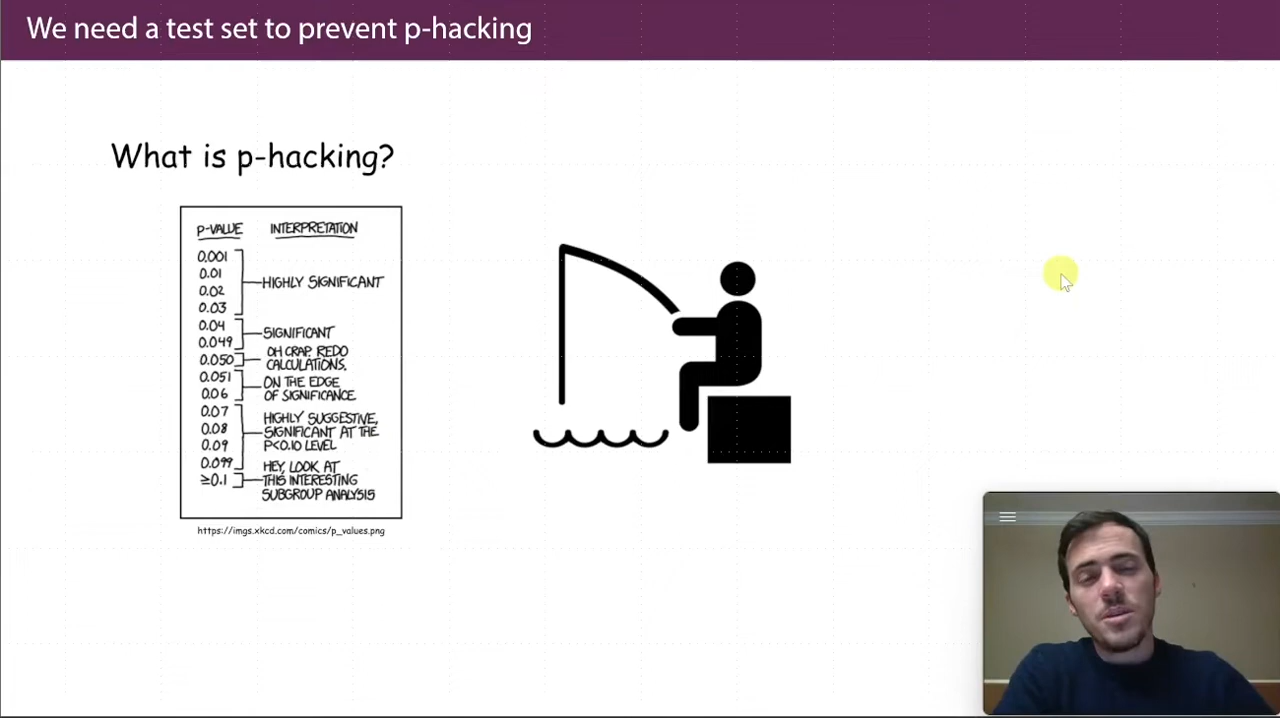 We need a test set to prevent p-hacking
What is p-hacking?
P-VALUE INTERPRETATION
0.001
0.01
0.02
0.03
HIGHLY SIGNIFICANT
0.04
0.049
SIGNIFICANT
0.050
OH CRAP. REDO
CALCULATIONS.
0.051
0.06
ON THE EDGE
OF SIGNIFICANCE
0.07
0.08
0.09
0.099
HIGHLY SUGGESTIVE,
SIGNIFICANT AT THE
P<0.10 LEVEL
≥0.1
HEY, LOOK AT
THIS INTERESTING
SUBGROUP ANALYSIS
https://imgs.xkcd.com/comics/p_values.png